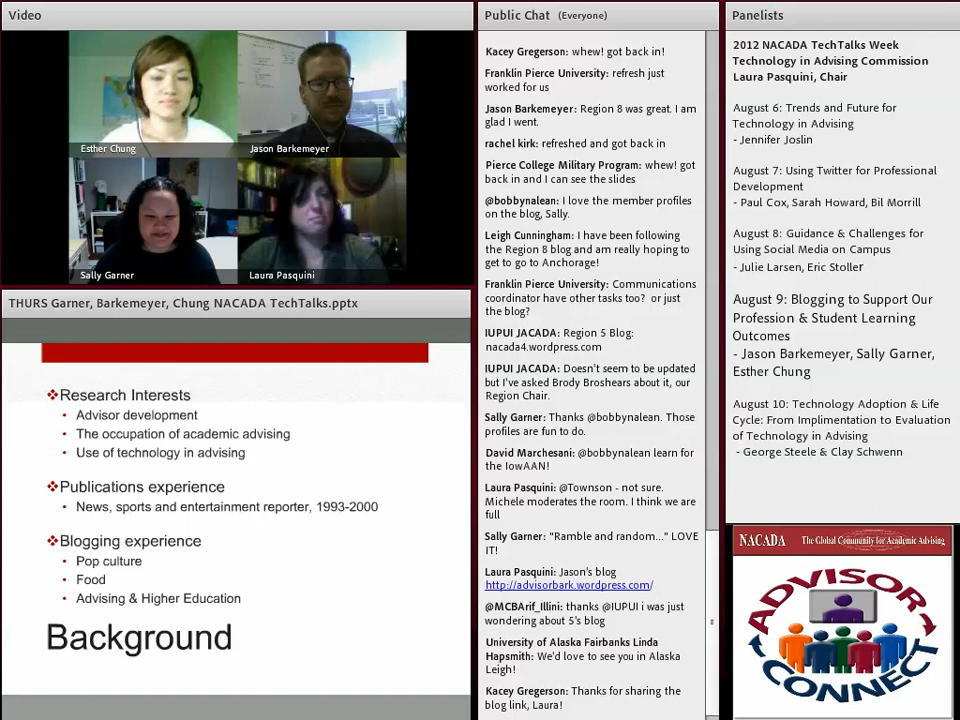 Video
Esther Chung
Jason Barkemeyer
Sally Garner
Laura Pasquini
THURS Garner, Barkemeyer, Chung NACADA TechTalks.pptx
❖Research Interests
• Advisor development
• The occupation of academic advising
• Use of technology in advising
❖Publications experience
• News, sports and entertainment reporter, 1993-2000
❖Blogging experience
• Pop culture
• Food
• Advising & Higher Education
Background
Public Chat (Everyone)
Kacey Gregerson: whew! got back in!
Franklin Pierce University: refresh just
worked for us
Jason Barkemeyer: Region 8 was great. I am
glad I went.
rachel kirk: refreshed and got back in
Pierce College Military Program: whew! got
back in and I can see the slides
@bobbynalean: I love the member profiles
on the blog, Sally.
Leigh Cunningham: I have been following
the Region 8 blog and am really hoping to
get to go to Anchorage!
Franklin Pierce University: Communications
coordinator have other tasks too? or just
the blog?
IUPUI JACADA: Region 5 Blog:
nacada4.wordpress.com
IUPUI JACADA: Doesn't seem to be updated
but I've asked Brody Broshears about it, our
Region Chair.
Sally Garner: Thanks @bobbynalean. Those
profiles are fun to do.
David Marchesani: @bobbynalean learn for
the IowAAN!
Laura Pasquini: @Townson - not sure.
Michele moderates the room. I think we are
full
Sally Garner: "Ramble and random..." LOVE
IT!
Laura Pasquini: Jason's blog
http://advisorbark.wordpress.com/
@MCBArif_Illini: thanks @IUPUI i was just
wondering about 5's blog
University of Alaska Fairbanks Linda
Hapsmith: We'd love to see you in Alaska
Leigh!
Kacey Gregerson: Thanks for sharing the
blog link, Laura!
Panelists
2012 NACADA TechTalks Week
Technology in Advising Commission
Laura Pasquini, Chair
August 6: Trends and Future for
Technology in Advising
- Jennifer Joslin
August 7: Using Twitter for Professional
Development
- Paul Cox, Sarah Howard, Bil Morrill
August 8: Guidance & Challenges for
Using Social Media on Campus
- Julie Larsen, Eric Stoller
August 9: Blogging to Support Our
Profession & Student Learning
Outcomes
- Jason Barkemeyer, Sally Garner,
Esther Chung
August 10: Technology Adoption & Life
Cycle: From Implimentation to Evaluation
of Technology in Advising
- George Steele & Clay Schwenn
NACADA The Global Community for Academic Advising
ADVISOR
CONNECT